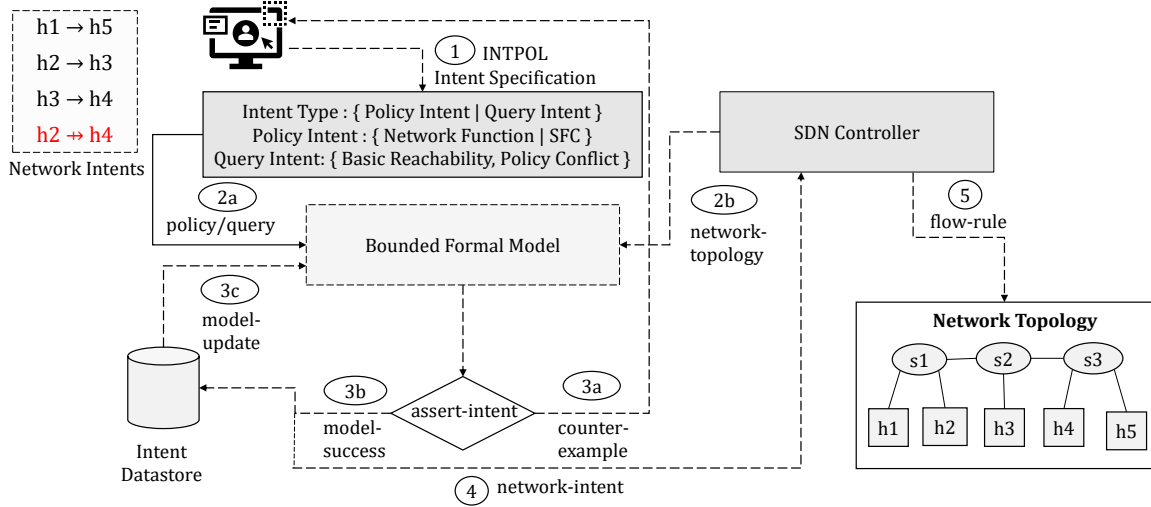 h1 → h5
h2 → h3
h3 → h4
h2 ↛ h4
Network Intents
1 INTPOL
Intent Specification
Intent Type : { Policy Intent | Query Intent }
Policy Intent : { Network Function | SFC }
Query Intent: { Basic Reachability, Policy Conflict }
SDN Controller
2a
policy/query
Bounded Formal Model
2b
network-
topology
5
flow-rule
3c
model-
update
Network Topology
s1
s2
s3
h1
h2
h3
h4
h5
3b
model-
success
assert-intent
3a
counter-
example
Intent
Datastore
4 network-intent